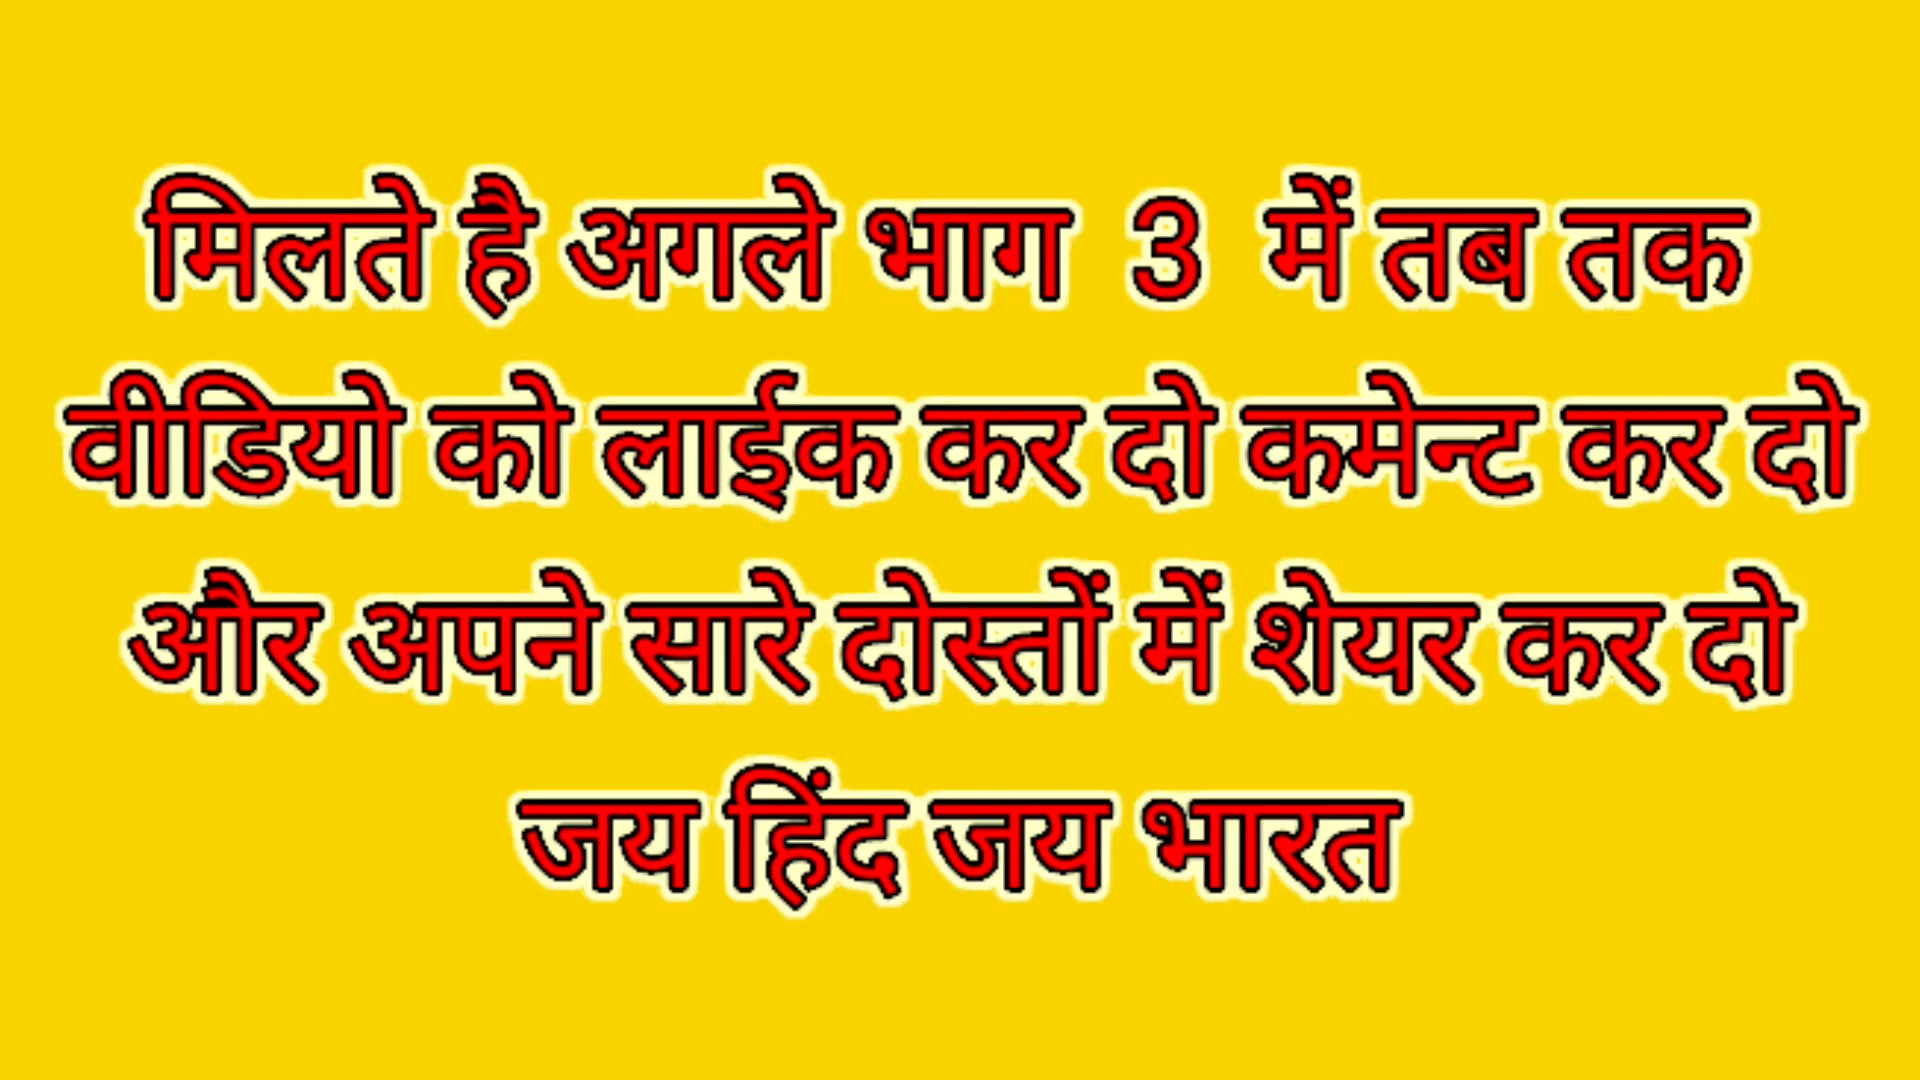 मिलते है अगले भाग 3 में तब तक
वीडियो को लाईक कर दो कमेन्ट कर दो
और अपने सारे दोस्तों में शेयर कर दो
जय हिंद जय भारत